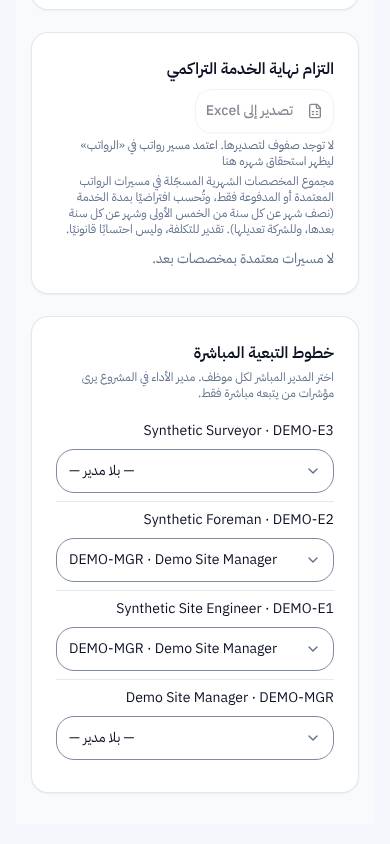 التزام نهاية الخدمة التراكمي
تصدير إلى Excel
لا توجد صفوف لتصديرها. اعتمد مسير رواتب في «الرواتب»
ليظهر استحقاق شهره هنا
مجموع المخصصات الشهرية المسجّلة في مسيرات الرواتب
المعتمدة أو المدفوعة فقط، وتُحسب افتراضيًا بمدة الخدمة
(نصف شهر عن كل سنة من الخمس الأولى وشهر عن كل سنة
بعدها، وللشركة تعديلها). تقدير للتكلفة، وليس احتسابًا قانونيًا.
لا مسيرات معتمدة بمخصصات بعد.
خطوط التبعية المباشرة
اختر المدير المباشر لكل موظف. مدير الأداء في المشروع يرى
مؤشرات من يتبعه مباشرة فقط.
Synthetic Surveyor · DEMO-E3
— بلا مدير —
Synthetic Foreman · DEMO-E2
DEMO-MGR · Demo Site Manager
Synthetic Site Engineer · DEMO-E1
DEMO-MGR · Demo Site Manager
Demo Site Manager · DEMO-MGR
— بلا مدير —